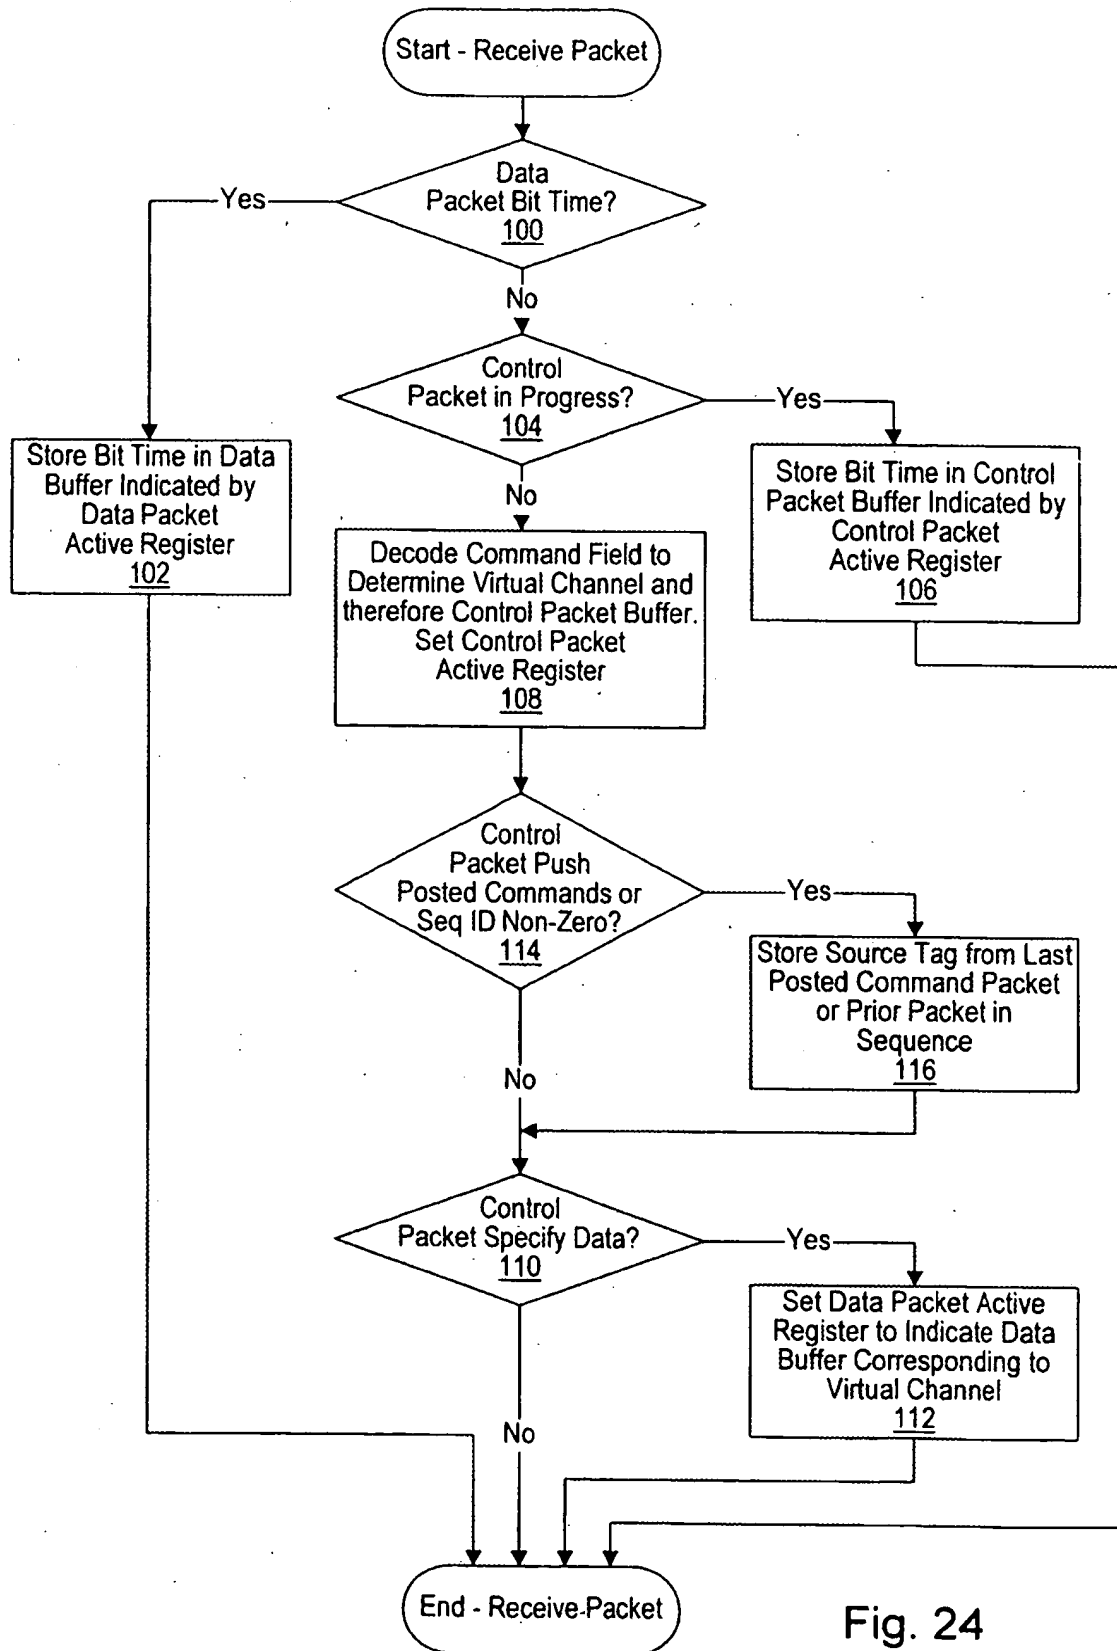 Start - Receive Packet
Data
Packet Bit Time?
100
Yes
No
Control
Packet in Progress?
104
Yes
No
Store Bit Time in Data
Buffer Indicated by
Data Packet
Active Register
102
Store Bit Time in Control
Packet Buffer Indicated by
Control Packet
Active Register
106
Decode Command Field to
Determine Virtual Channel and
therefore Control Packet Buffer.
Set Control Packet
Active Register
108
Control
Packet Push
Posted Commands or
Seq ID Non-Zero?
114
Yes
No
Store Source Tag from Last
Posted Command Packet
or Prior Packet in
Sequence
116
Control
Packet Specify Data?
110
Yes
No
Set Data Packet Active
Register to Indicate Data
Buffer Corresponding to
Virtual Channel
112
End - Receive-Packet
Fig. 24